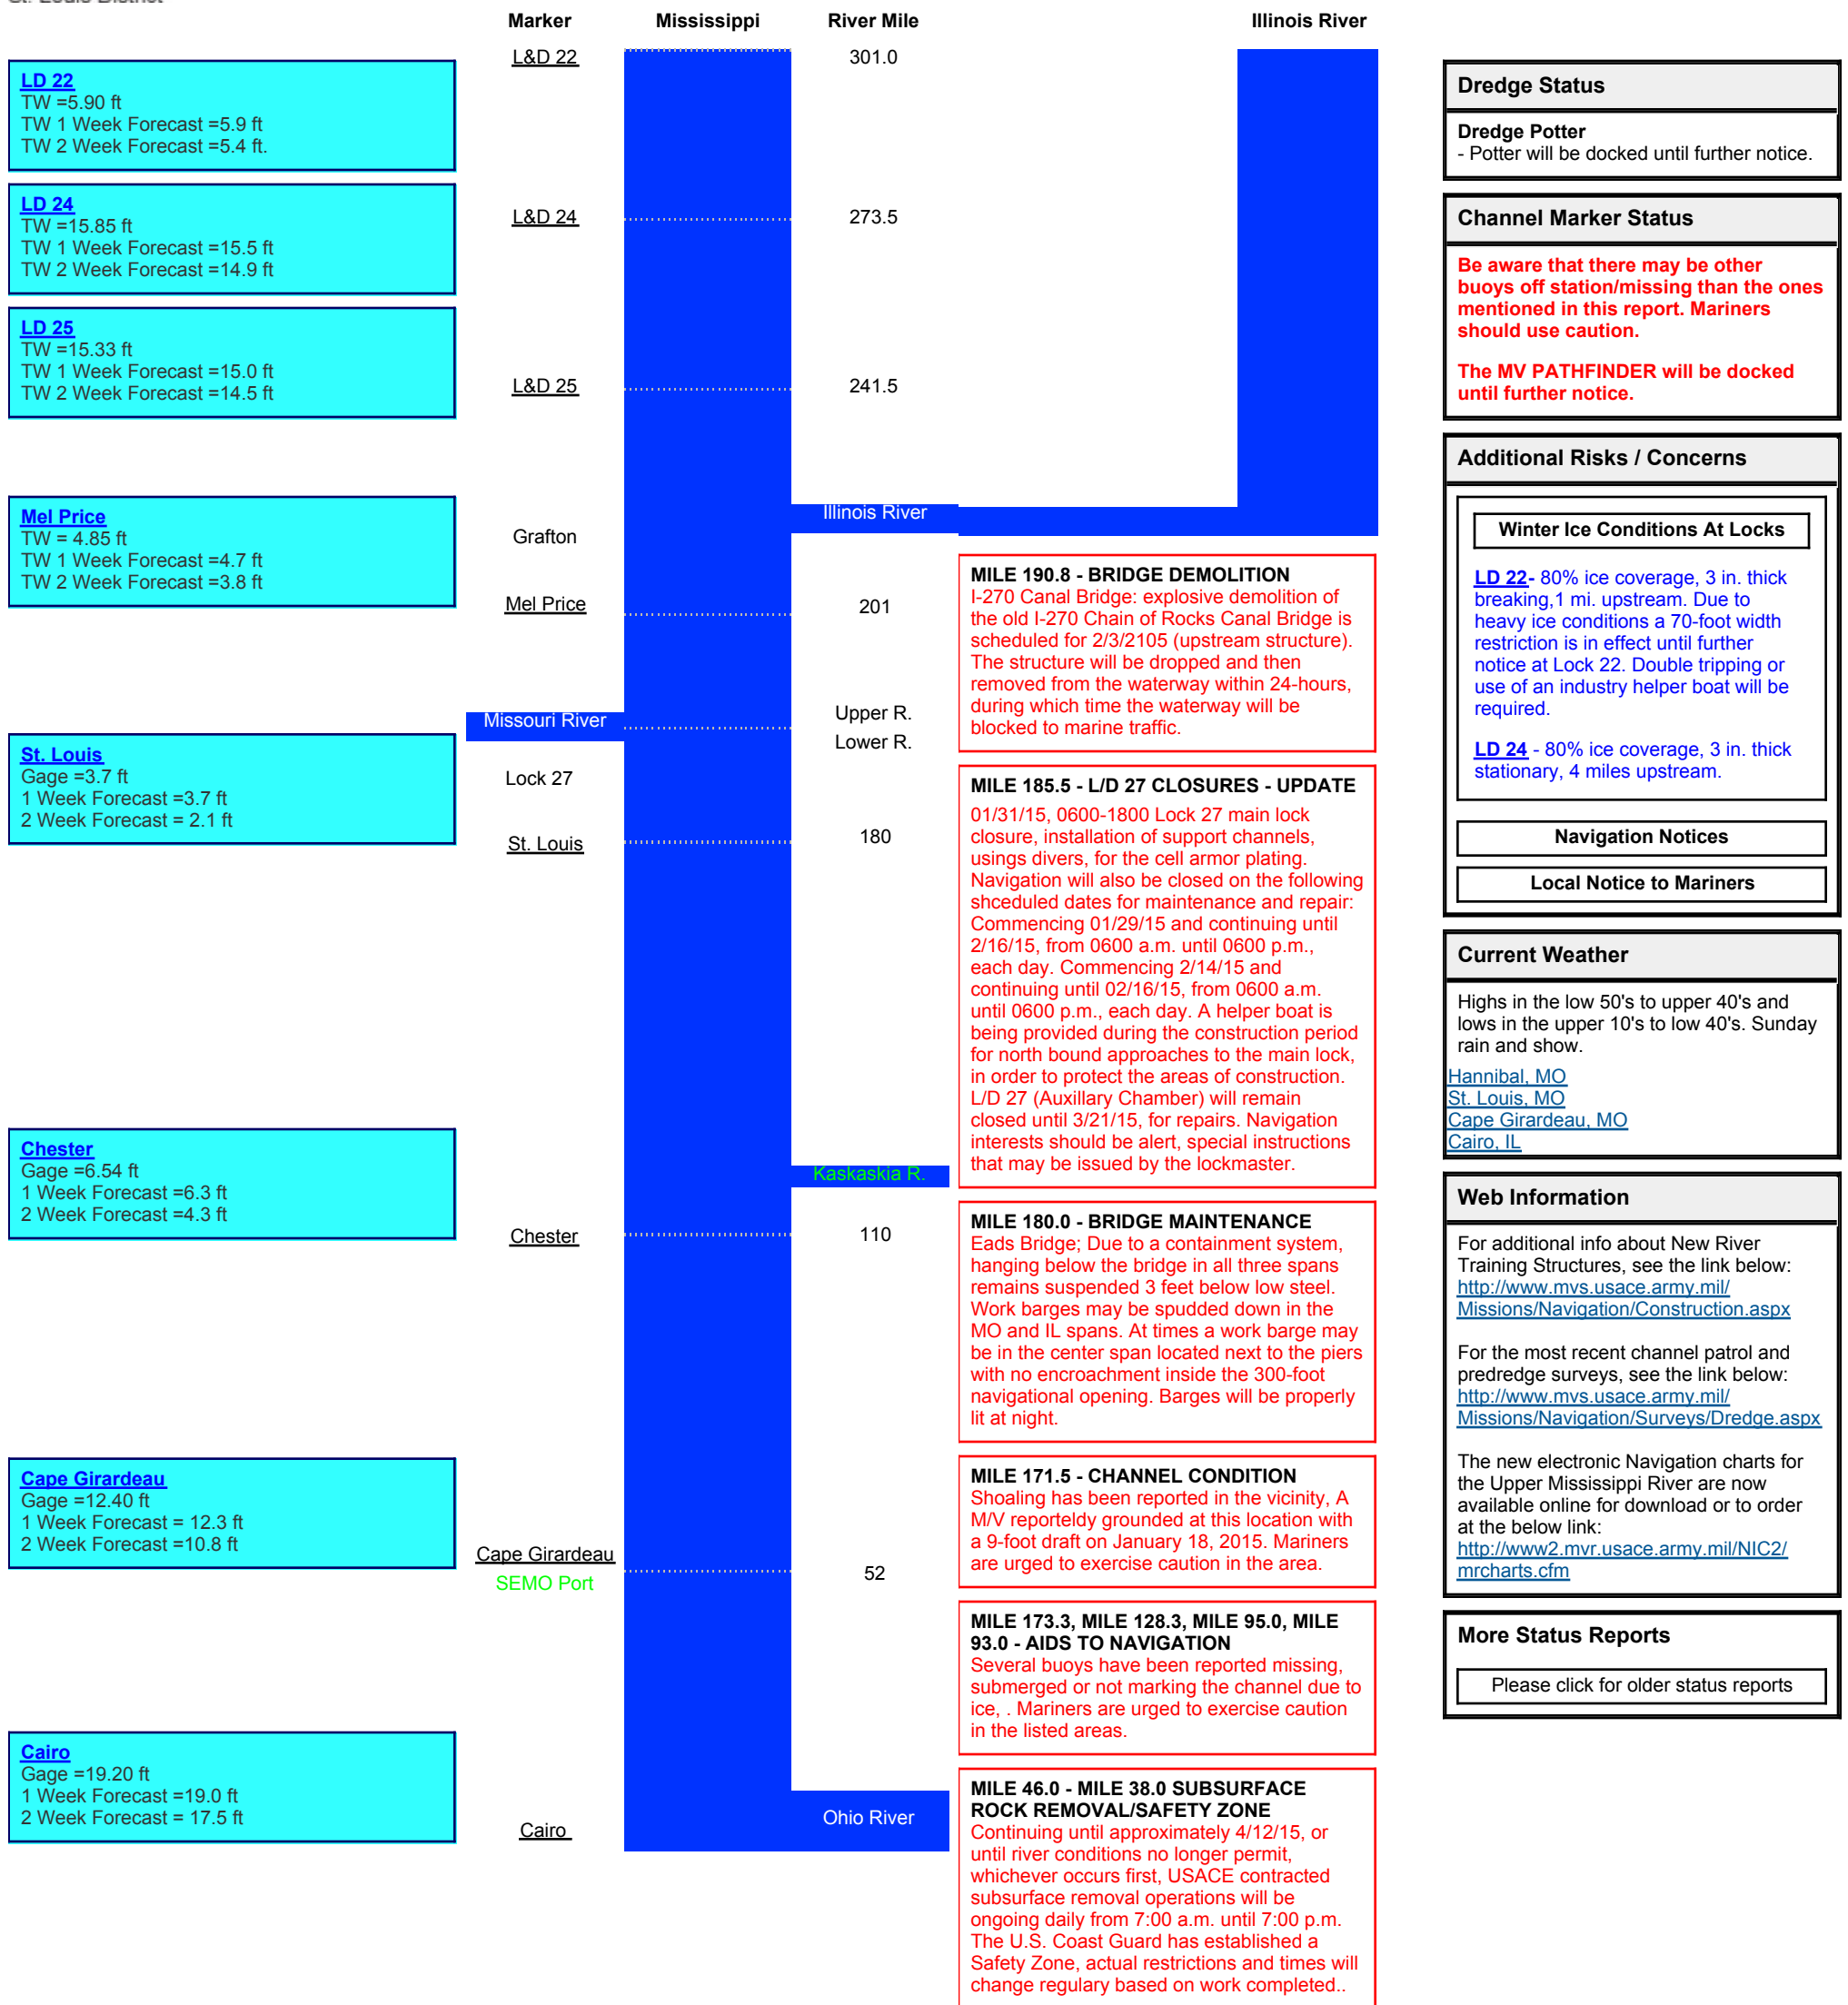 St. Louis District
Marker Mississippi River Mile Illinois River
L&D 22 301.0
LD 22
TW =5.90 ft
TW 1 Week Forecast =5.9 ft
TW 2 Week Forecast =5.4 ft.
LD 24
TW =15.85 ft
TW 1 Week Forecast =15.5 ft
TW 2 Week Forecast =14.9 ft
L&D 24 273.5
LD 25
TW =15.33 ft
TW 1 Week Forecast =15.0 ft
TW 2 Week Forecast =14.5 ft
L&D 25 241.5
Mel Price
TW = 4.85 ft
TW 1 Week Forecast =4.7 ft
TW 2 Week Forecast =3.8 ft
Illinois River
Grafton
Mel Price 201
Missouri River
Upper R.
Lower R.
St. Louis
Gage =3.7 ft
1 Week Forecast =3.7 ft
2 Week Forecast = 2.1 ft
Lock 27
St. Louis 180
Chester
Gage =6.54 ft
1 Week Forecast =6.3 ft
2 Week Forecast =4.3 ft
Kaskaskia R.
Chester 110
Cape Girardeau
Gage =12.40 ft
1 Week Forecast = 12.3 ft
2 Week Forecast =10.8 ft
Cape Girardeau
SEMO Port
52
Cairo
Gage =19.20 ft
1 Week Forecast =19.0 ft
2 Week Forecast = 17.5 ft
Cairo
Ohio River
MILE 190.8 - BRIDGE DEMOLITION
I-270 Canal Bridge: explosive demolition of
the old I-270 Chain of Rocks Canal Bridge is
scheduled for 2/3/2105 (upstream structure).
The structure will be dropped and then
removed from the waterway within 24-hours,
during which time the waterway will be
blocked to marine traffic.
MILE 185.5 - L/D 27 CLOSURES - UPDATE
01/31/15, 0600-1800 Lock 27 main lock
closure, installation of support channels,
usings divers, for the cell armor plating.
Navigation will also be closed on the following
shceduled dates for maintenance and repair:
Commencing 01/29/15 and continuing until
2/16/15, from 0600 a.m. until 0600 p.m.,
each day. Commencing 2/14/15 and
continuing until 02/16/15, from 0600 a.m.
until 0600 p.m., each day. A helper boat is
being provided during the construction period
for north bound approaches to the main lock,
in order to protect the areas of construction.
L/D 27 (Auxillary Chamber) will remain
closed until 3/21/15, for repairs. Navigation
interests should be alert, special instructions
that may be issued by the lockmaster.
MILE 180.0 - BRIDGE MAINTENANCE
Eads Bridge; Due to a containment system,
hanging below the bridge in all three spans
remains suspended 3 feet below low steel.
Work barges may be spudded down in the
MO and IL spans. At times a work barge may
be in the center span located next to the piers
with no encroachment inside the 300-foot
navigational opening. Barges will be properly
lit at night.
MILE 171.5 - CHANNEL CONDITION
Shoaling has been reported in the vicinity, A
M/V reporteldy grounded at this location with
a 9-foot draft on January 18, 2015. Mariners
are urged to exercise caution in the area.
MILE 173.3, MILE 128.3, MILE 95.0, MILE
93.0 - AIDS TO NAVIGATION
Several buoys have been reported missing,
submerged or not marking the channel due to
ice, . Mariners are urged to exercise caution
in the listed areas.
MILE 46.0 - MILE 38.0 SUBSURFACE
ROCK REMOVAL/SAFETY ZONE
Continuing until approximately 4/12/15, or
until river conditions no longer permit,
whichever occurs first, USACE contracted
subsurface removal operations will be
ongoing daily from 7:00 a.m. until 7:00 p.m.
The U.S. Coast Guard has established a
Safety Zone, actual restrictions and times will
change regulary based on work completed..
Dredge Status
Dredge Potter
- Potter will be docked until further notice.
Channel Marker Status
Be aware that there may be other
buoys off station/missing than the ones
mentioned in this report. Mariners
should use caution.
The MV PATHFINDER will be docked
until further notice.
Additional Risks / Concerns
Winter Ice Conditions At Locks
LD 22- 80% ice coverage, 3 in. thick
breaking,1 mi. upstream. Due to
heavy ice conditions a 70-foot width
restriction is in effect until further
notice at Lock 22. Double tripping or
use of an industry helper boat will be
required.
LD 24 - 80% ice coverage, 3 in. thick
stationary, 4 miles upstream.
Navigation Notices
Local Notice to Mariners
Current Weather
Highs in the low 50's to upper 40's and
lows in the upper 10's to low 40's. Sunday
rain and show.
Hannibal, MO
St. Louis, MO
Cape Girardeau, MO
Cairo, IL
Web Information
For additional info about New River
Training Structures, see the link below:
http://www.mvs.usace.army.mil/
Missions/Navigation/Construction.aspx
For the most recent channel patrol and
predredge surveys, see the link below:
http://www.mvs.usace.army.mil/
Missions/Navigation/Surveys/Dredge.aspx
The new electronic Navigation charts for
the Upper Mississippi River are now
available online for download or to order
at the below link:
http://www2.mvr.usace.army.mil/NIC2/
mrcharts.cfm
More Status Reports
Please click for older status reports